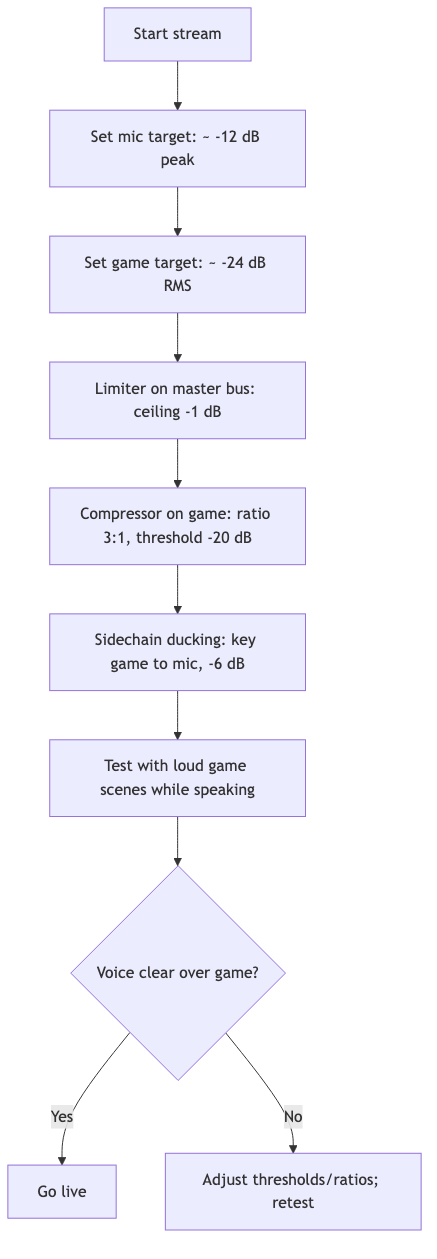 Start stream
Set mic target: ~ -12 dB
peak
Set game target: ~ -24 dB
RMS
Limiter on master bus:
ceiling -1 dB
Compressor on game: ratio
3:1, threshold -20 dB
Sidechain ducking: key
game to mic, -6 dB
Test with loud game
scenes while speaking
Voice clear over game?
Yes
No
Go live
Adjust thresholds/ratios;
retest